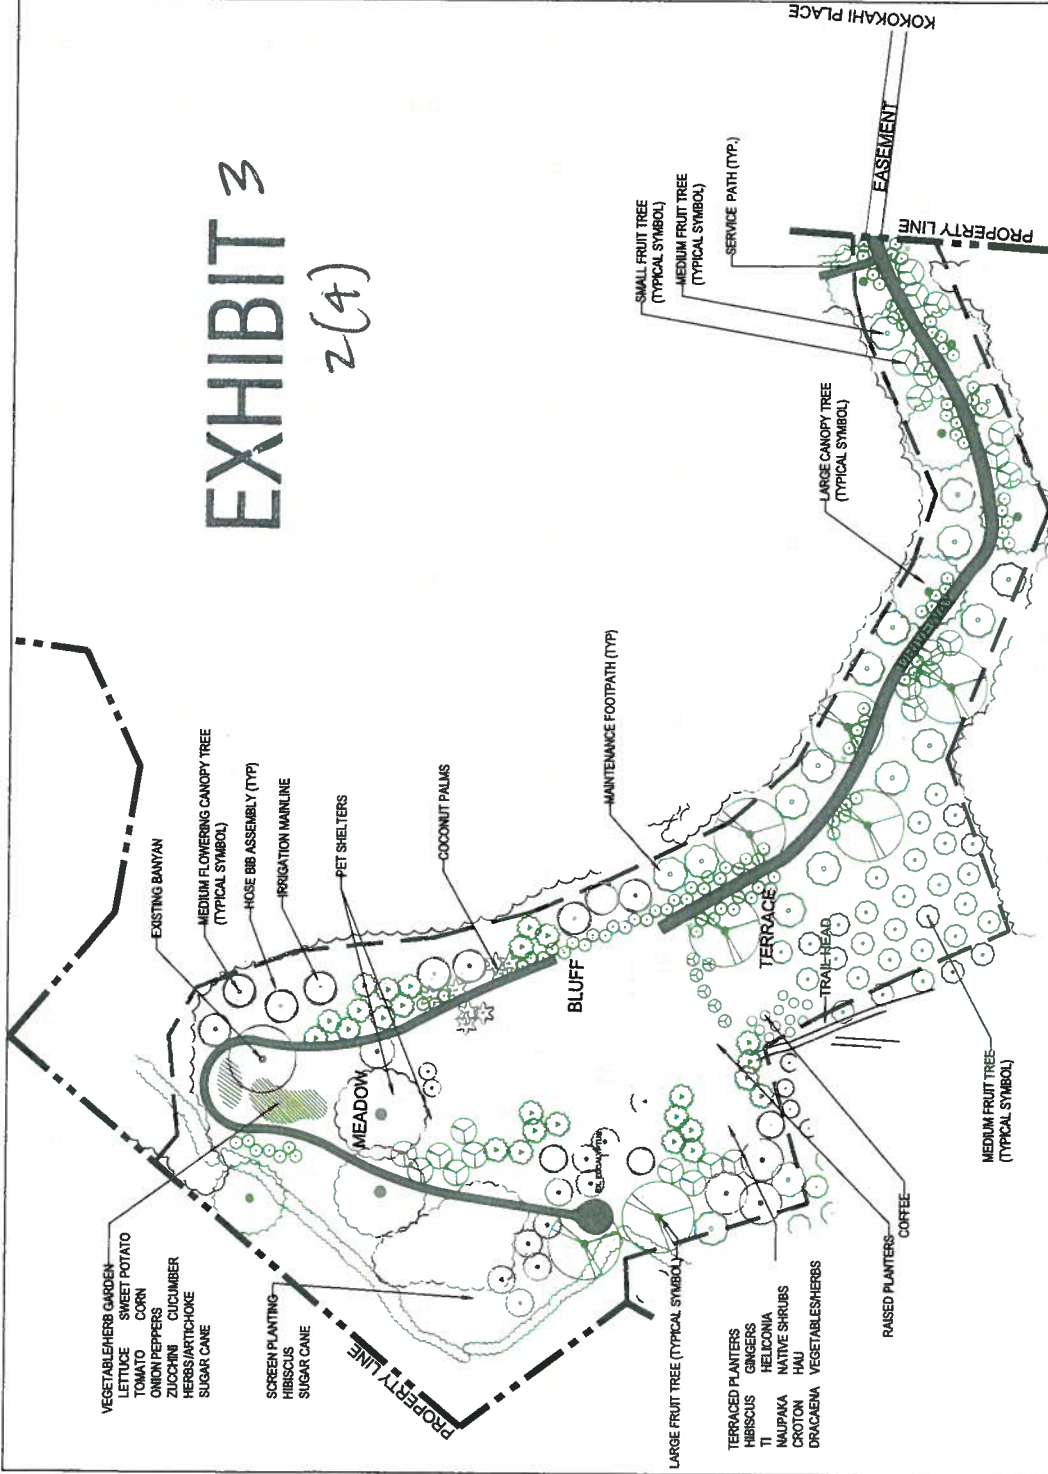 EXHIBIT 3
2(4)
KOKOKAHI PLACE
EASEMENT
PROPERTY LINE
SERVICE PATH (TYP.)
SMALL FRUIT TREE
(TYPICAL SYMBOL)
MEDIUM FRUIT TREE
(TYPICAL SYMBOL)
LARGE CANOPY TREE
(TYPICAL SYMBOL)
DRIVEWAY
MAINTENANCE FOOTPATH (TYP)
COCONUT PALMS
PET SHELTERS
IRRIGATION MAINLINE
HOSE BIB ASSEMBLY (TYP)
MEDIUM FLOWERING CANOPY TREE
(TYPICAL SYMBOL)
EXISTING BANYAN
MEADOW
BLUFF
TERRACE
TRAIL HEAD
EX. EUCALYPTUS
VEGETABLE/HERB GARDEN
LETTUCE SWEET POTATO
TOMATO CORN
ONION PEPPERS
ZUCCHINI CUCUMBER
HERBS/ARTICHOKE
SUGAR CANE
SCREEN PLANTING
HIBISCUS
SUGAR CANE
PROPERTY LINE
LARGE FRUIT TREE (TYPICAL SYMBOL)
TERRACED PLANTERS
HIBISCUS GINGERS
TI HELICONIA
NAUPAKA NATIVE SHRUBS
CROTON HAU
DRACAENA VEGETABLES/HERBS
RAISED PLANTERS
COFFEE
MEDIUM FRUIT TREE
(TYPICAL SYMBOL)